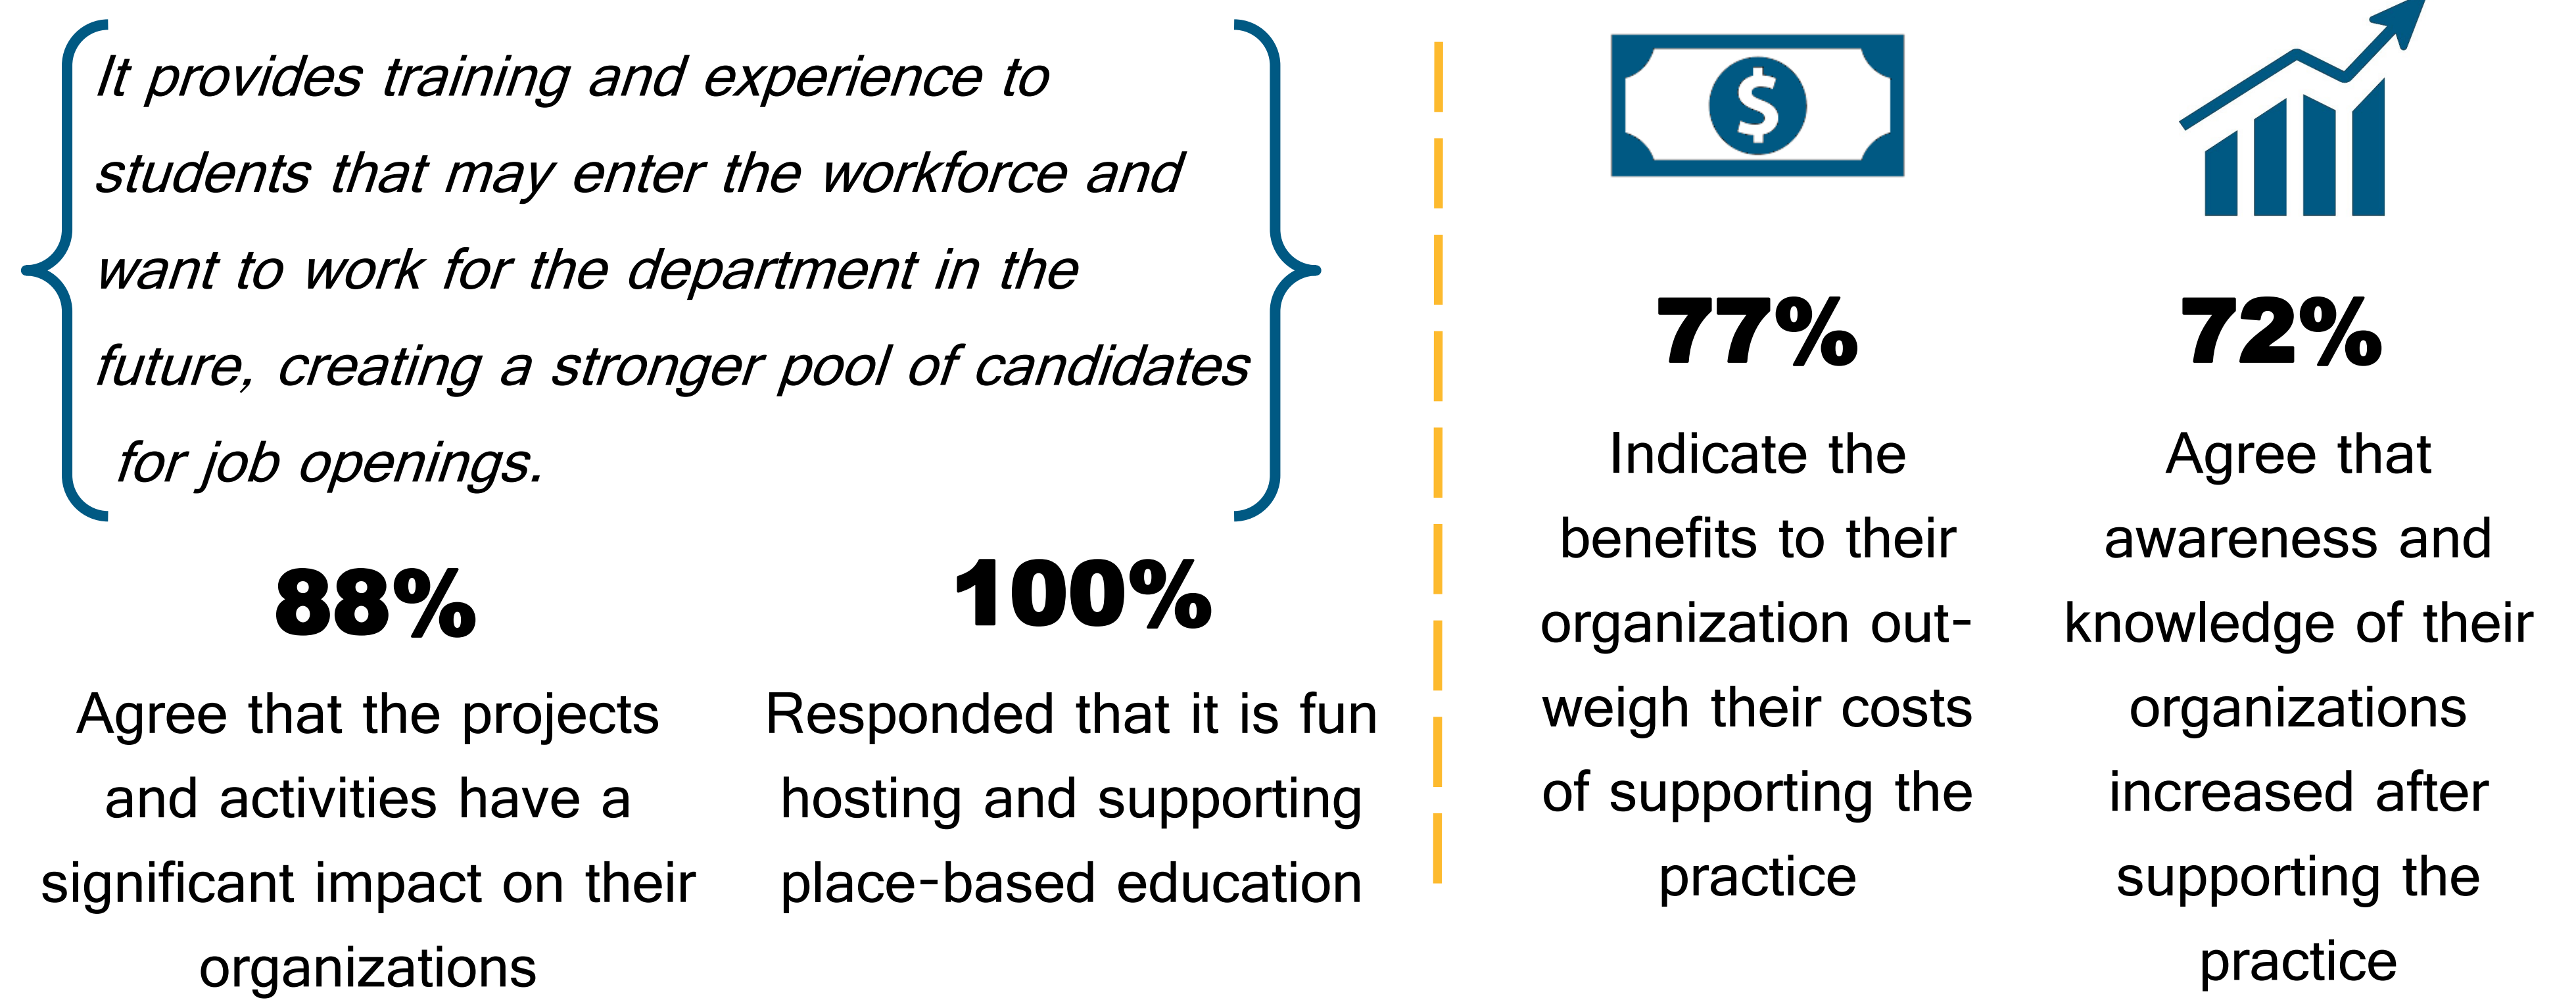 It provides training and experience to
students that may enter the workforce and
want to work for the department in the
future, creating a stronger pool of candidates
for job openings.
88%
Agree that the projects
and activities have a
significant impact on their
organizations
100%
Responded that it is fun
hosting and supporting
place-based education
$
77%
Indicate the
benefits to their
organization out-
weigh their costs
of supporting the
practice
72%
Agree that
awareness and
knowledge of their
organizations
increased after
supporting the
practice